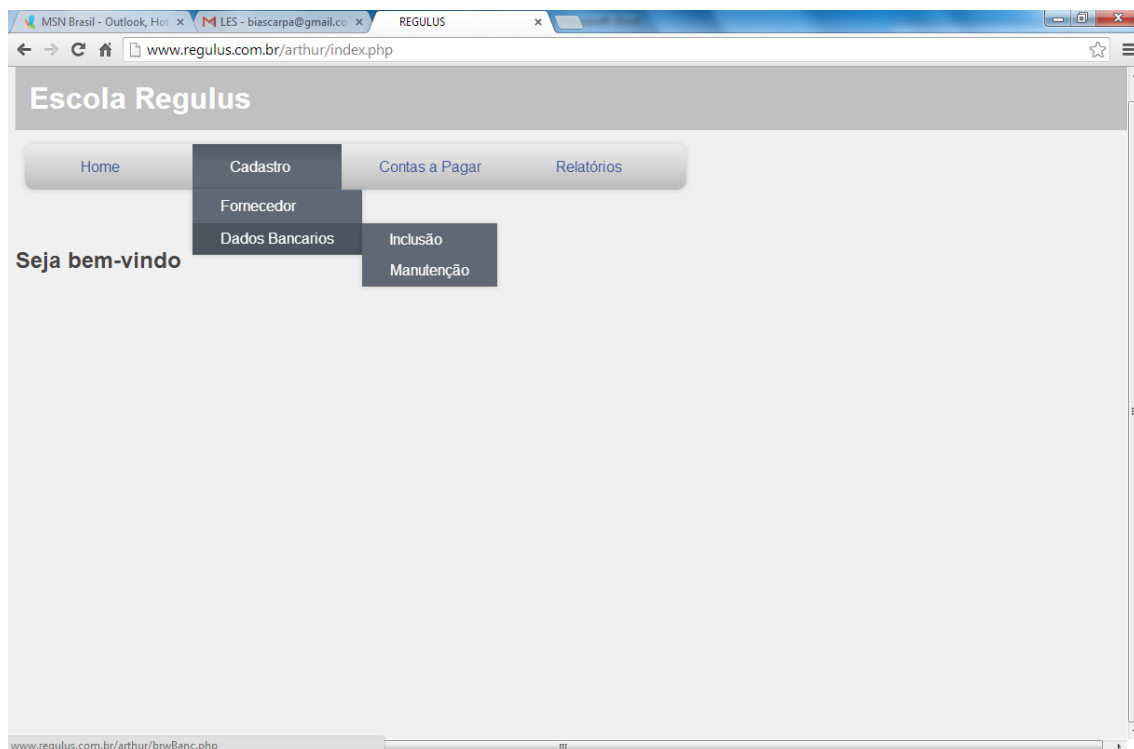 MSN Brasil - Outlook, Hot
LES - biascarpa@gmail.co
REGULUS
www.regulus.com.br/arthur/index.php
Escola Regulus
Home
Cadastro
Contas a Pagar
Relatórios
Fornecedor
Dados Bancarios
Inclusão
Manutenção
Seja bem-vindo
www.regulus.com.br/arthur/brwBanc.php